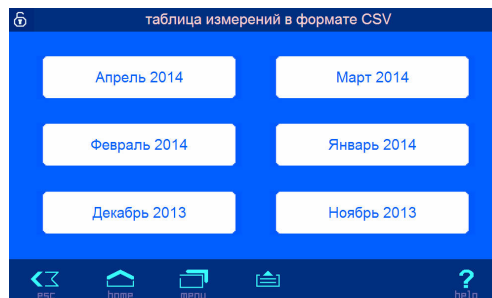 таблица измерений в формате CSV
Апрель 2014 Март 2014
Февраль 2014 Январь 2014
Декабрь 2013 Ноябрь 2013
esc home menu help
?